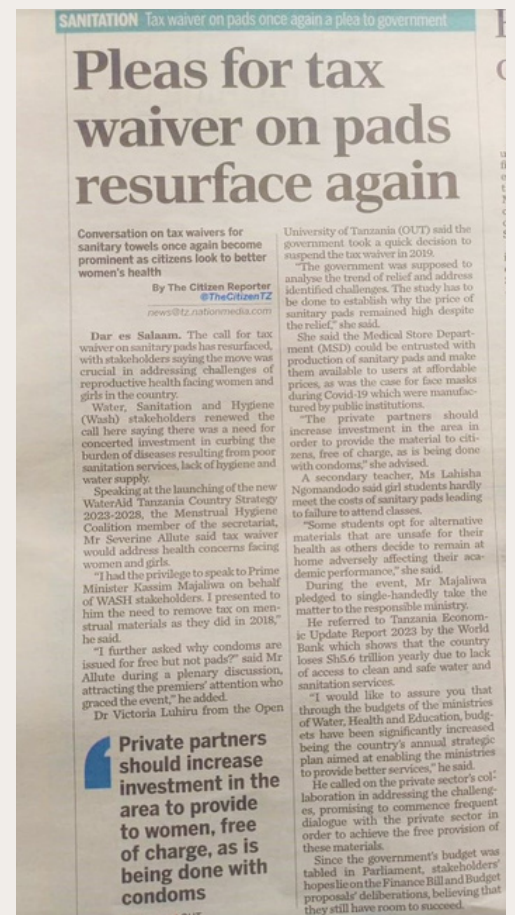 SANITATION Tax waiver on pads once again a plea to government
Pleas for tax
waiver on pads
resurface again
Conversation on tax waivers for
sanitary towels once again become
prominent as citizens look to better
women's health
By The Citizen Reporter
@TheCitizenTZ
news@tz.nationmedia.com
Dar es Salaam. The call for tax
waiver on sanitary pads has resurfaced,
with stakeholders saying the move was
crucial in addressing challenges of
reproductive health facing women and
girls in the country.
Water, Sanitation and Hygiene
(Wash) stakeholders renewed the
call here saying there was a need for
concerted investment in curbing the
burden of diseases resulting from poor
sanitation services, lack of hygiene and
water supply.
Speaking at the launching of the new
WaterAid Tanzania Country Strategy
2023-2028, the Menstrual Hygiene
Coalition member of the secretariat,
Mr Severine Allute said tax waiver
would address health concerns facing
women and girls.
"I had the privilege to speak to Prime
Minister Kassim Majaliwa on behalf
of WASH stakeholders. I presented to
him the need to remove tax on men-
strual materials as they did in 2018,"
he said.
"I further asked why condoms are
issued for free but not pads?" said Mr
Allute during a plenary discussion,
attracting the premiers' attention who
graced the event," he added.
Dr Victoria Luhiru from the Open
Private partners
should increase
investment in the
area to provide
to women, free
of charge, as is
being done with
condoms
University of Tanzania (OUT) said the
government took a quick decision to
suspend the tax waiver in 2019.
"The government was supposed to
analyse the trend of relief and address
identified challenges. The study has to
be done to establish why the price of
sanitary pads remained high despite
the relief," she said.
She said the Medical Store Depart-
ment (MSD) could be entrusted with
production of sanitary pads and make
them available to users at affordable
prices, as was the case for face masks
during Covid-19 which were manufac-
tured by public institutions.
"The private partners should
increase investment in the area in
order to provide the material to citi-
zens, free of charge, as is being done
with condoms," she advised.
A secondary teacher, Ms Lahisha
Ngomandodo said girl students hardly
meet the costs of sanitary pads leading
to failure to attend classes.
"Some students opt for alternative
materials that are unsafe for their
health as others decide to remain at
home adversely affecting their aca-
demic performance," she said.
During the event, Mr Majaliwa
pledged to single-handedly take the
matter to the responsible ministry.
He referred to Tanzania Econom-
ic Update Report 2023 by the World
Bank which shows that the country
loses Sh5.6 trillion yearly due to lack
of access to clean and safe water and
sanitation services.
"I would like to assure you that
through the budgets of the ministries
of Water, Health and Education, budg-
ets have been significantly increased
being the country's annual strategic
plan aimed at enabling the ministries
to provide better services," he said.
He called on the private sector's col-
laboration in addressing the challeng-
es, promising to commence frequent
dialogue with the private sector in
order to achieve the free provision of
these materials.
Since the government's budget was
tabled in Parliament, stakeholders'
hopes lie on the Finance Bill and Budget
proposals' deliberations, believing that
they still have room to succeed.